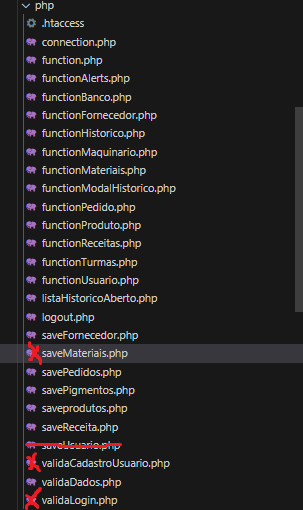 php
.htaccess
connection.php
function.php
functionAlerts.php
functionBanco.php
functionFornecedor.php
functionHistorico.php
functionMaquinario.php
functionMateriais.php
functionModalHistorico.php
functionPedido.php
functionProduto.php
functionReceitas.php
functionTurmas.php
functionUsuario.php
listaHistoricoAberto.php
logout.php
saveFornecedor.php
saveMateriais.php
savePedidos.php
savePigmentos.php
saveprodutos.php
saveReceita.php
saveUsuario.php
validaCadastroUsuario.php
validaDados.php
validaLogin.php